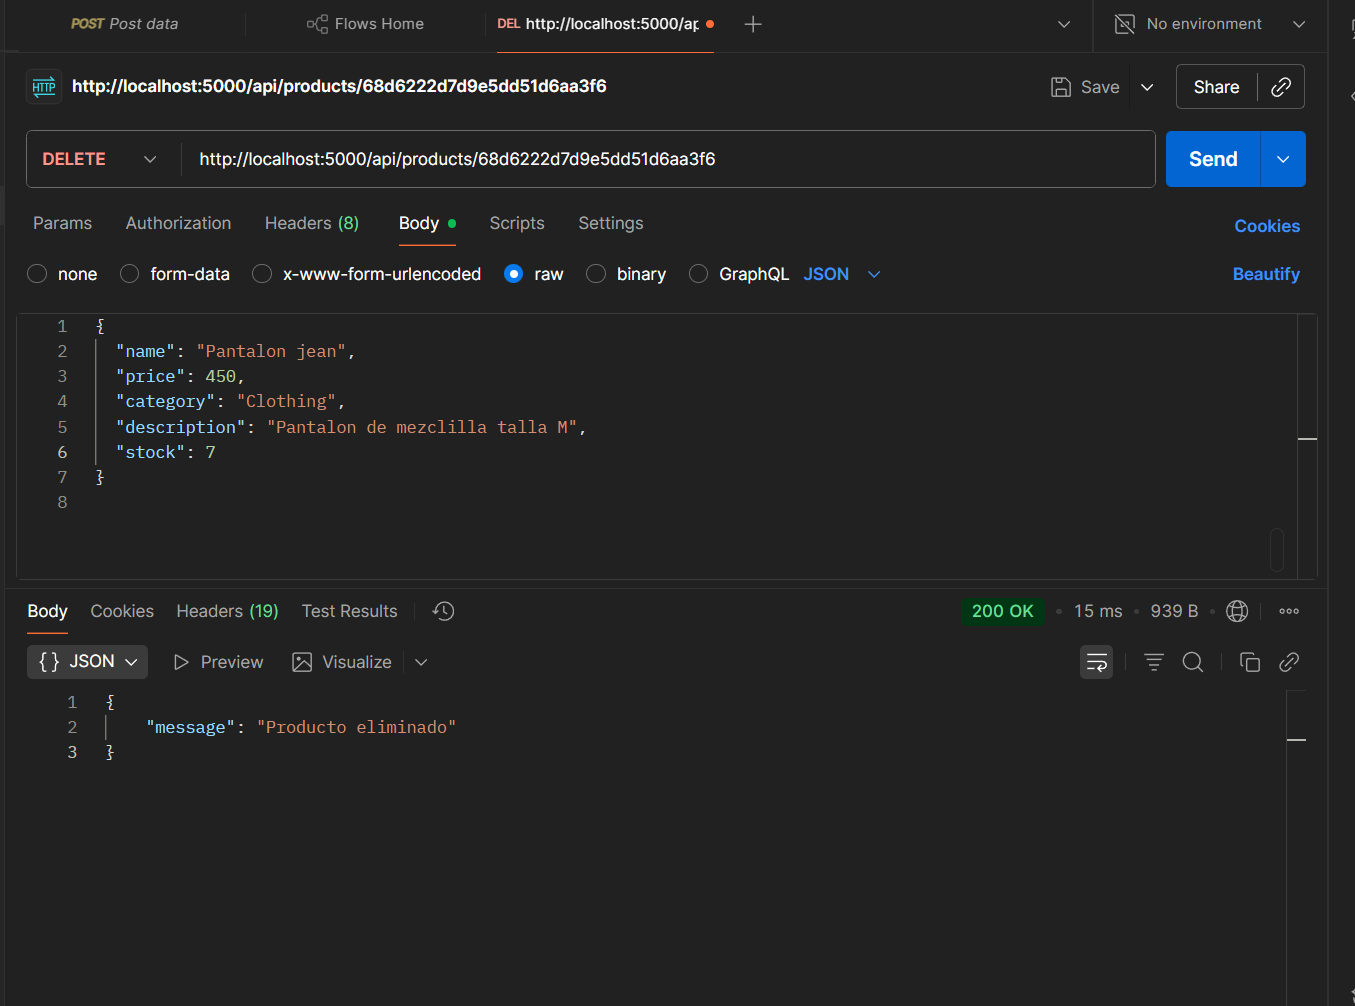 POST Post data Flows Home DEL http://localhost:5000/ap No environment
HTTP http://localhost:5000/api/products/68d6222d7d9e5dd51d6aa3f6 Save Share
DELETE http://localhost:5000/api/products/68d6222d7d9e5dd51d6aa3f6 Send
Params Authorization Headers (8) Body Scripts Settings Cookies
none form-data x-www-form-urlencoded raw binary GraphQL JSON Beautify
1 {
2 "name": "Pantalon jean",
3 "price": 450,
4 "category": "Clothing",
5 "description": "Pantalon de mezclilla talla M",
6 "stock": 7
7 }
8
Body Cookies Headers (19) Test Results 200 OK • 15 ms • 939 B •
{} JSON Preview Visualize
1 {
2 "message": "Producto eliminado"
3 }